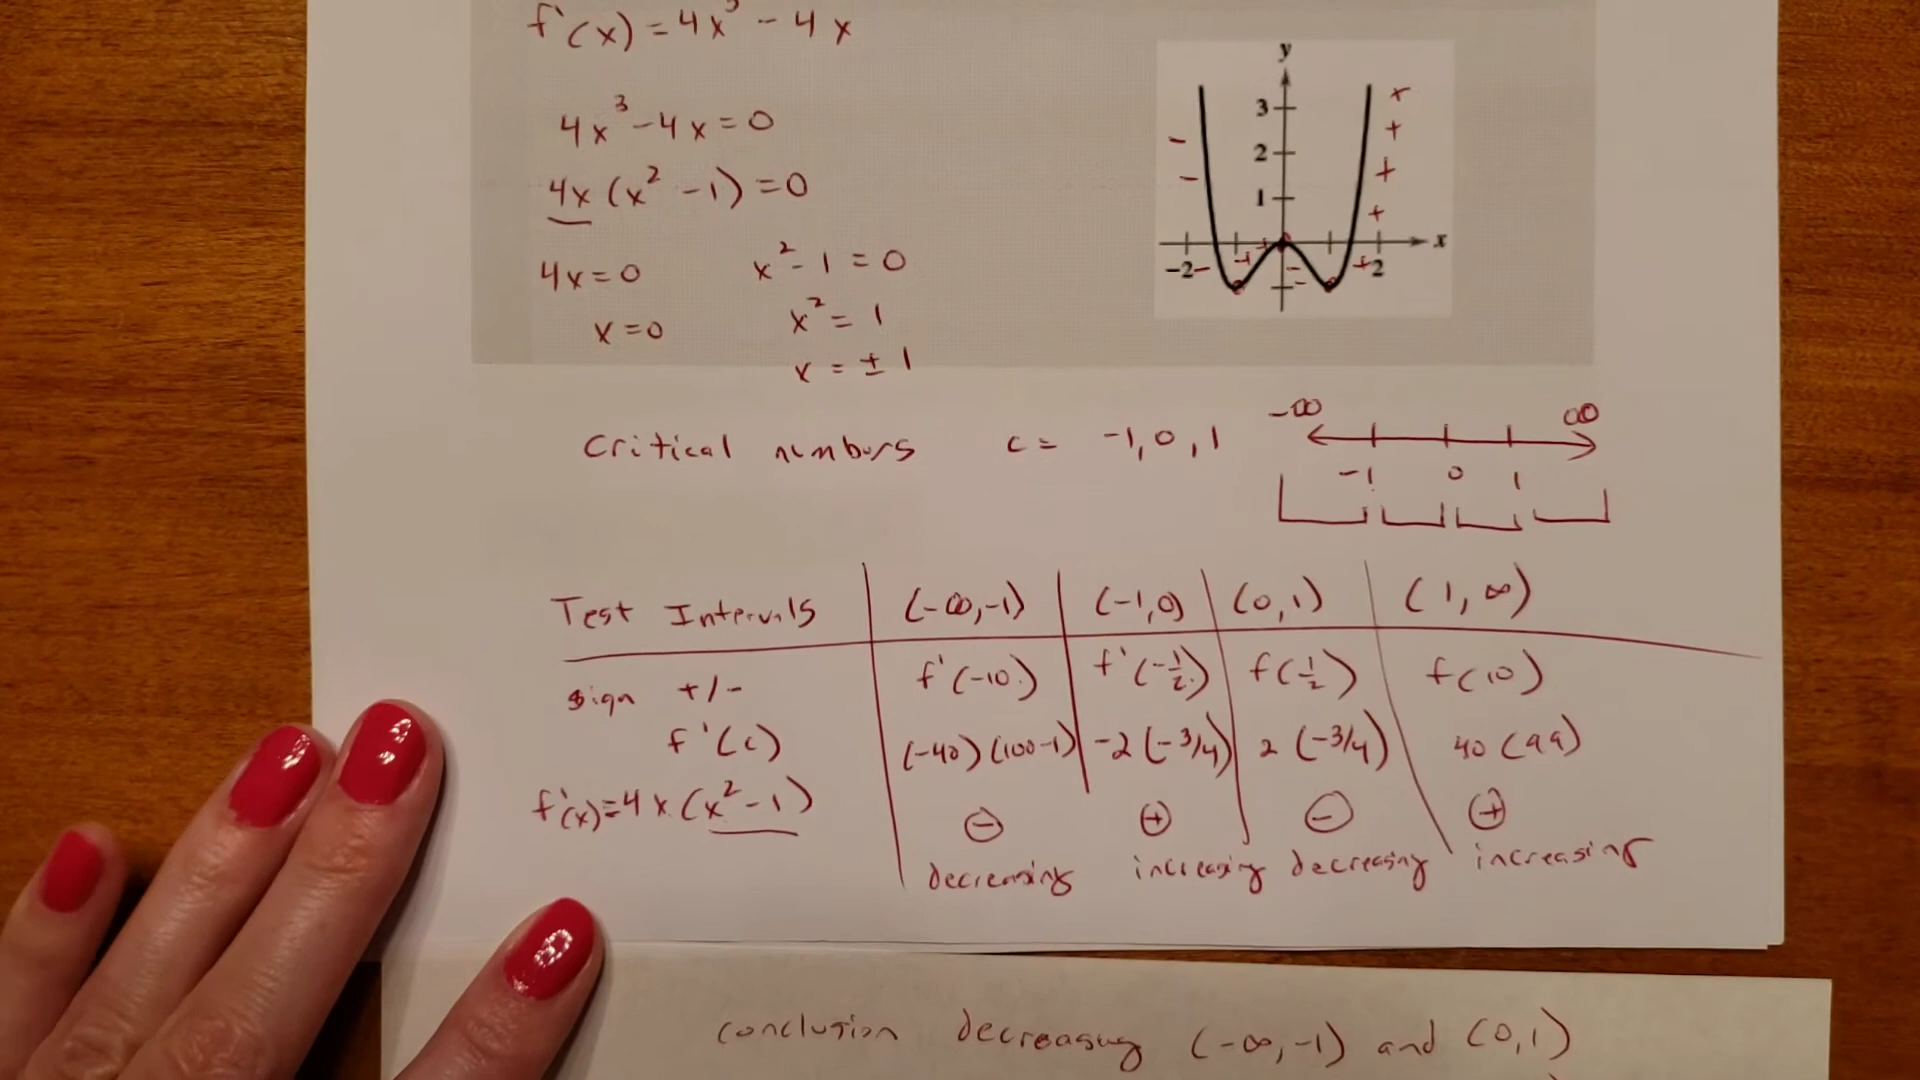 f'(x) = 4x³ - 4x
4x³ - 4x = 0
4x (x² - 1) = 0
4x = 0
x² - 1 = 0
x = 0
x² = 1
x = ± 1
y
3
2
1
-2
2
x
- -
+ + + +
Critical numbers c = -1, 0, 1
-∞ ∞
-1 0 1
Test Intervals (-∞, -1) (-1, 0) (0, 1) (1, ∞)
sign +/- f'(-10) f'(-1/2) f(1/2) f(10)
f'(c) (-40)(100-1) -2(-3/4) 2(-3/4) 40(99)
f'(x)=4x(x²-1) - + - +
decreasing increasing decreasing increasing
conclusion decreasing (-∞, -1) and (0, 1)